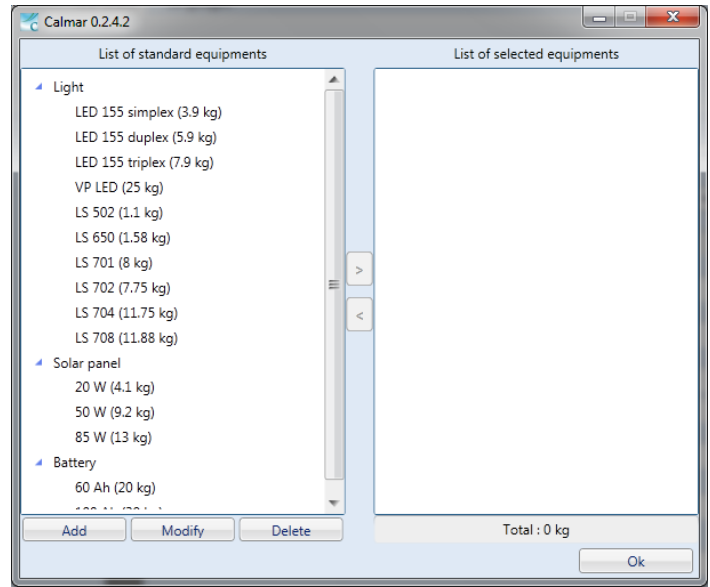 Calmar 0.2.4.2
List of standard equipments
List of selected equipments
Light
LED 155 simplex (3.9 kg)
LED 155 duplex (5.9 kg)
LED 155 triplex (7.9 kg)
VP LED (25 kg)
LS 502 (1.1 kg)
LS 650 (1.58 kg)
LS 701 (8 kg)
LS 702 (7.75 kg)
LS 704 (11.75 kg)
LS 708 (11.88 kg)
Solar panel
20 W (4.1 kg)
50 W (9.2 kg)
85 W (13 kg)
Battery
60 Ah (20 kg)
>
<
Add Modify Delete
Total : 0 kg
Ok